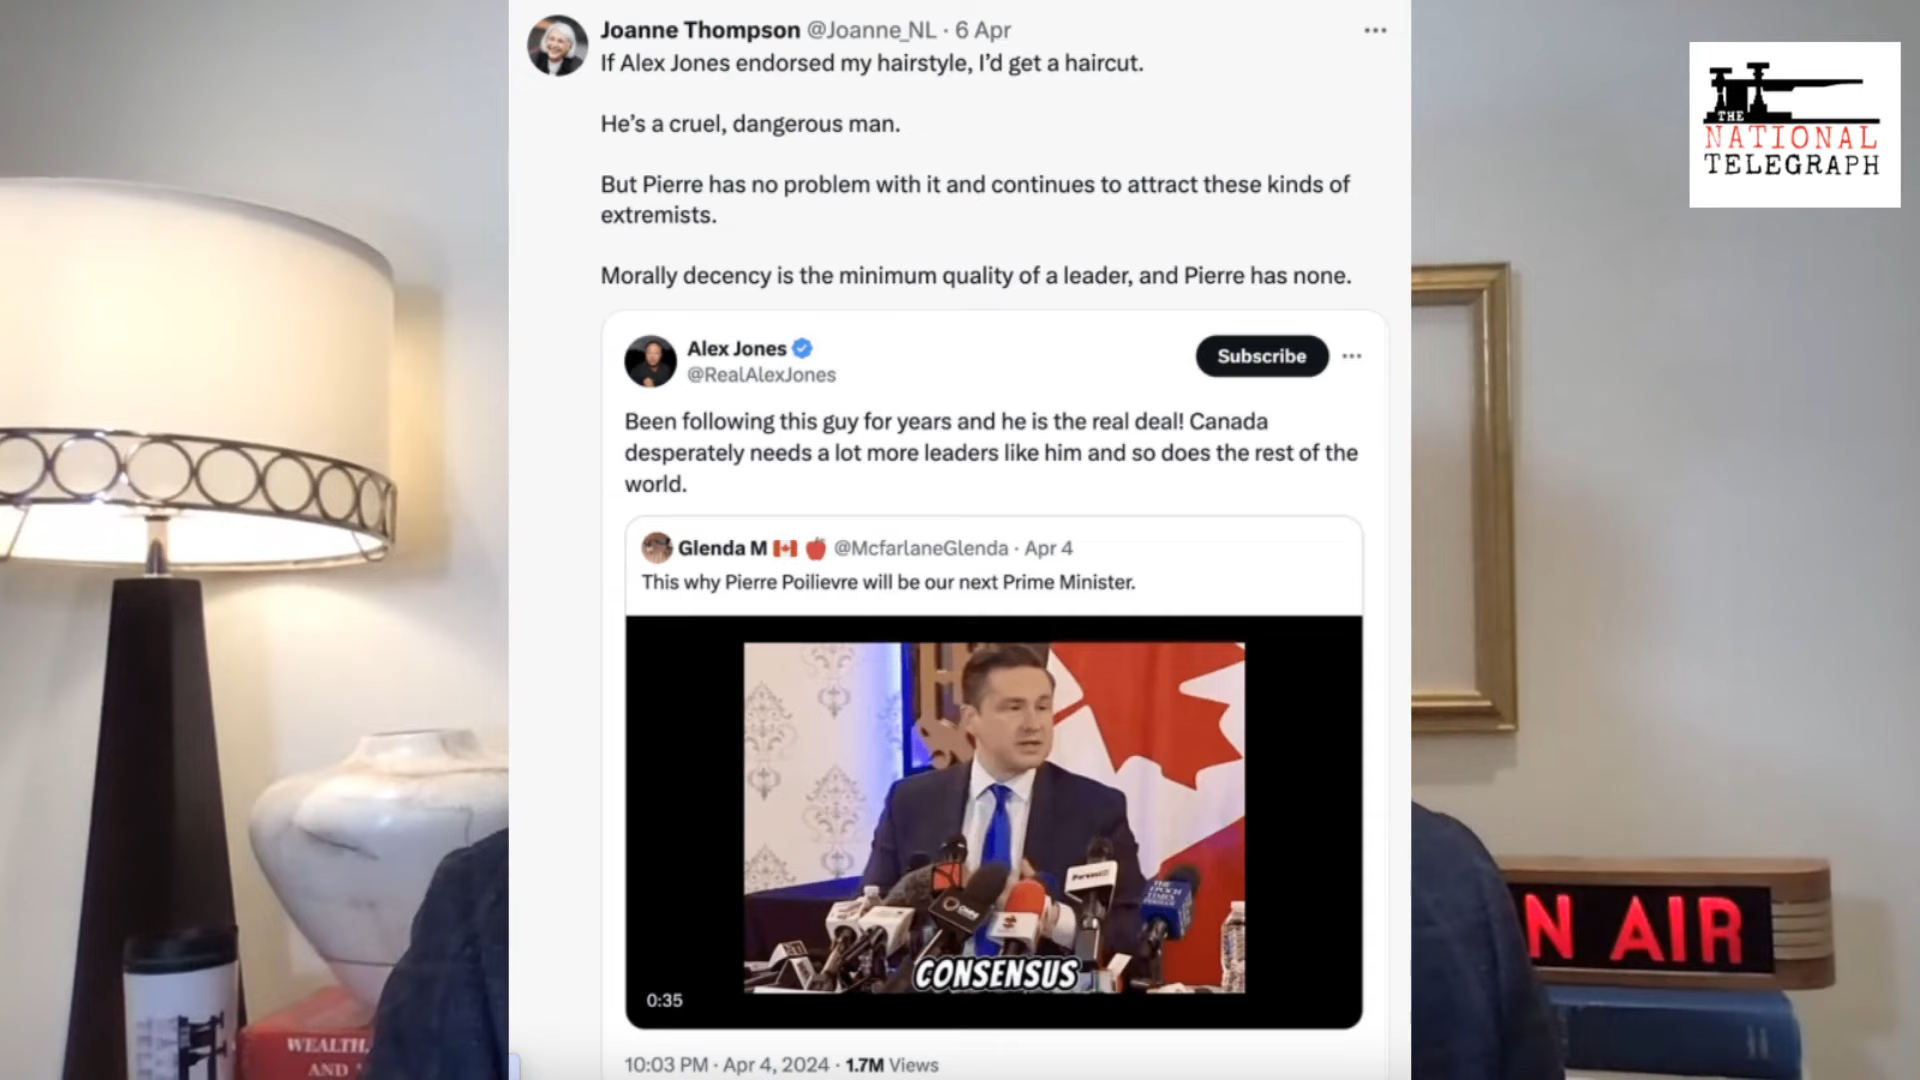 Joanne Thompson @Joanne_NL · 6 Apr
If Alex Jones endorsed my hairstyle, I'd get a haircut.
He's a cruel, dangerous man.
But Pierre has no problem with it and continues to attract these kinds of
extremists.
Morally decency is the minimum quality of a leader, and Pierre has none.
Alex Jones
@RealAlexJones
Subscribe
Been following this guy for years and he is the real deal! Canada
desperately needs a lot more leaders like him and so does the rest of the
world.
Glenda M @McfarlaneGlenda · Apr 4
This why Pierre Poilievre will be our next Prime Minister.
THE
EPOCH
TIMES
CONSENSUS
0:35
10:03 PM · Apr 4, 2024 · 1.7M Views
THE
NATIONAL
TELEGRAPH
N AIR
WEALTH,
AND